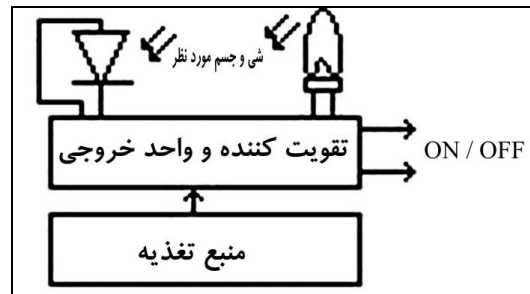 شی و جسم مورد نظر
تقویت کننده و واحد خروجی
ON / OFF
منبع تغذیه